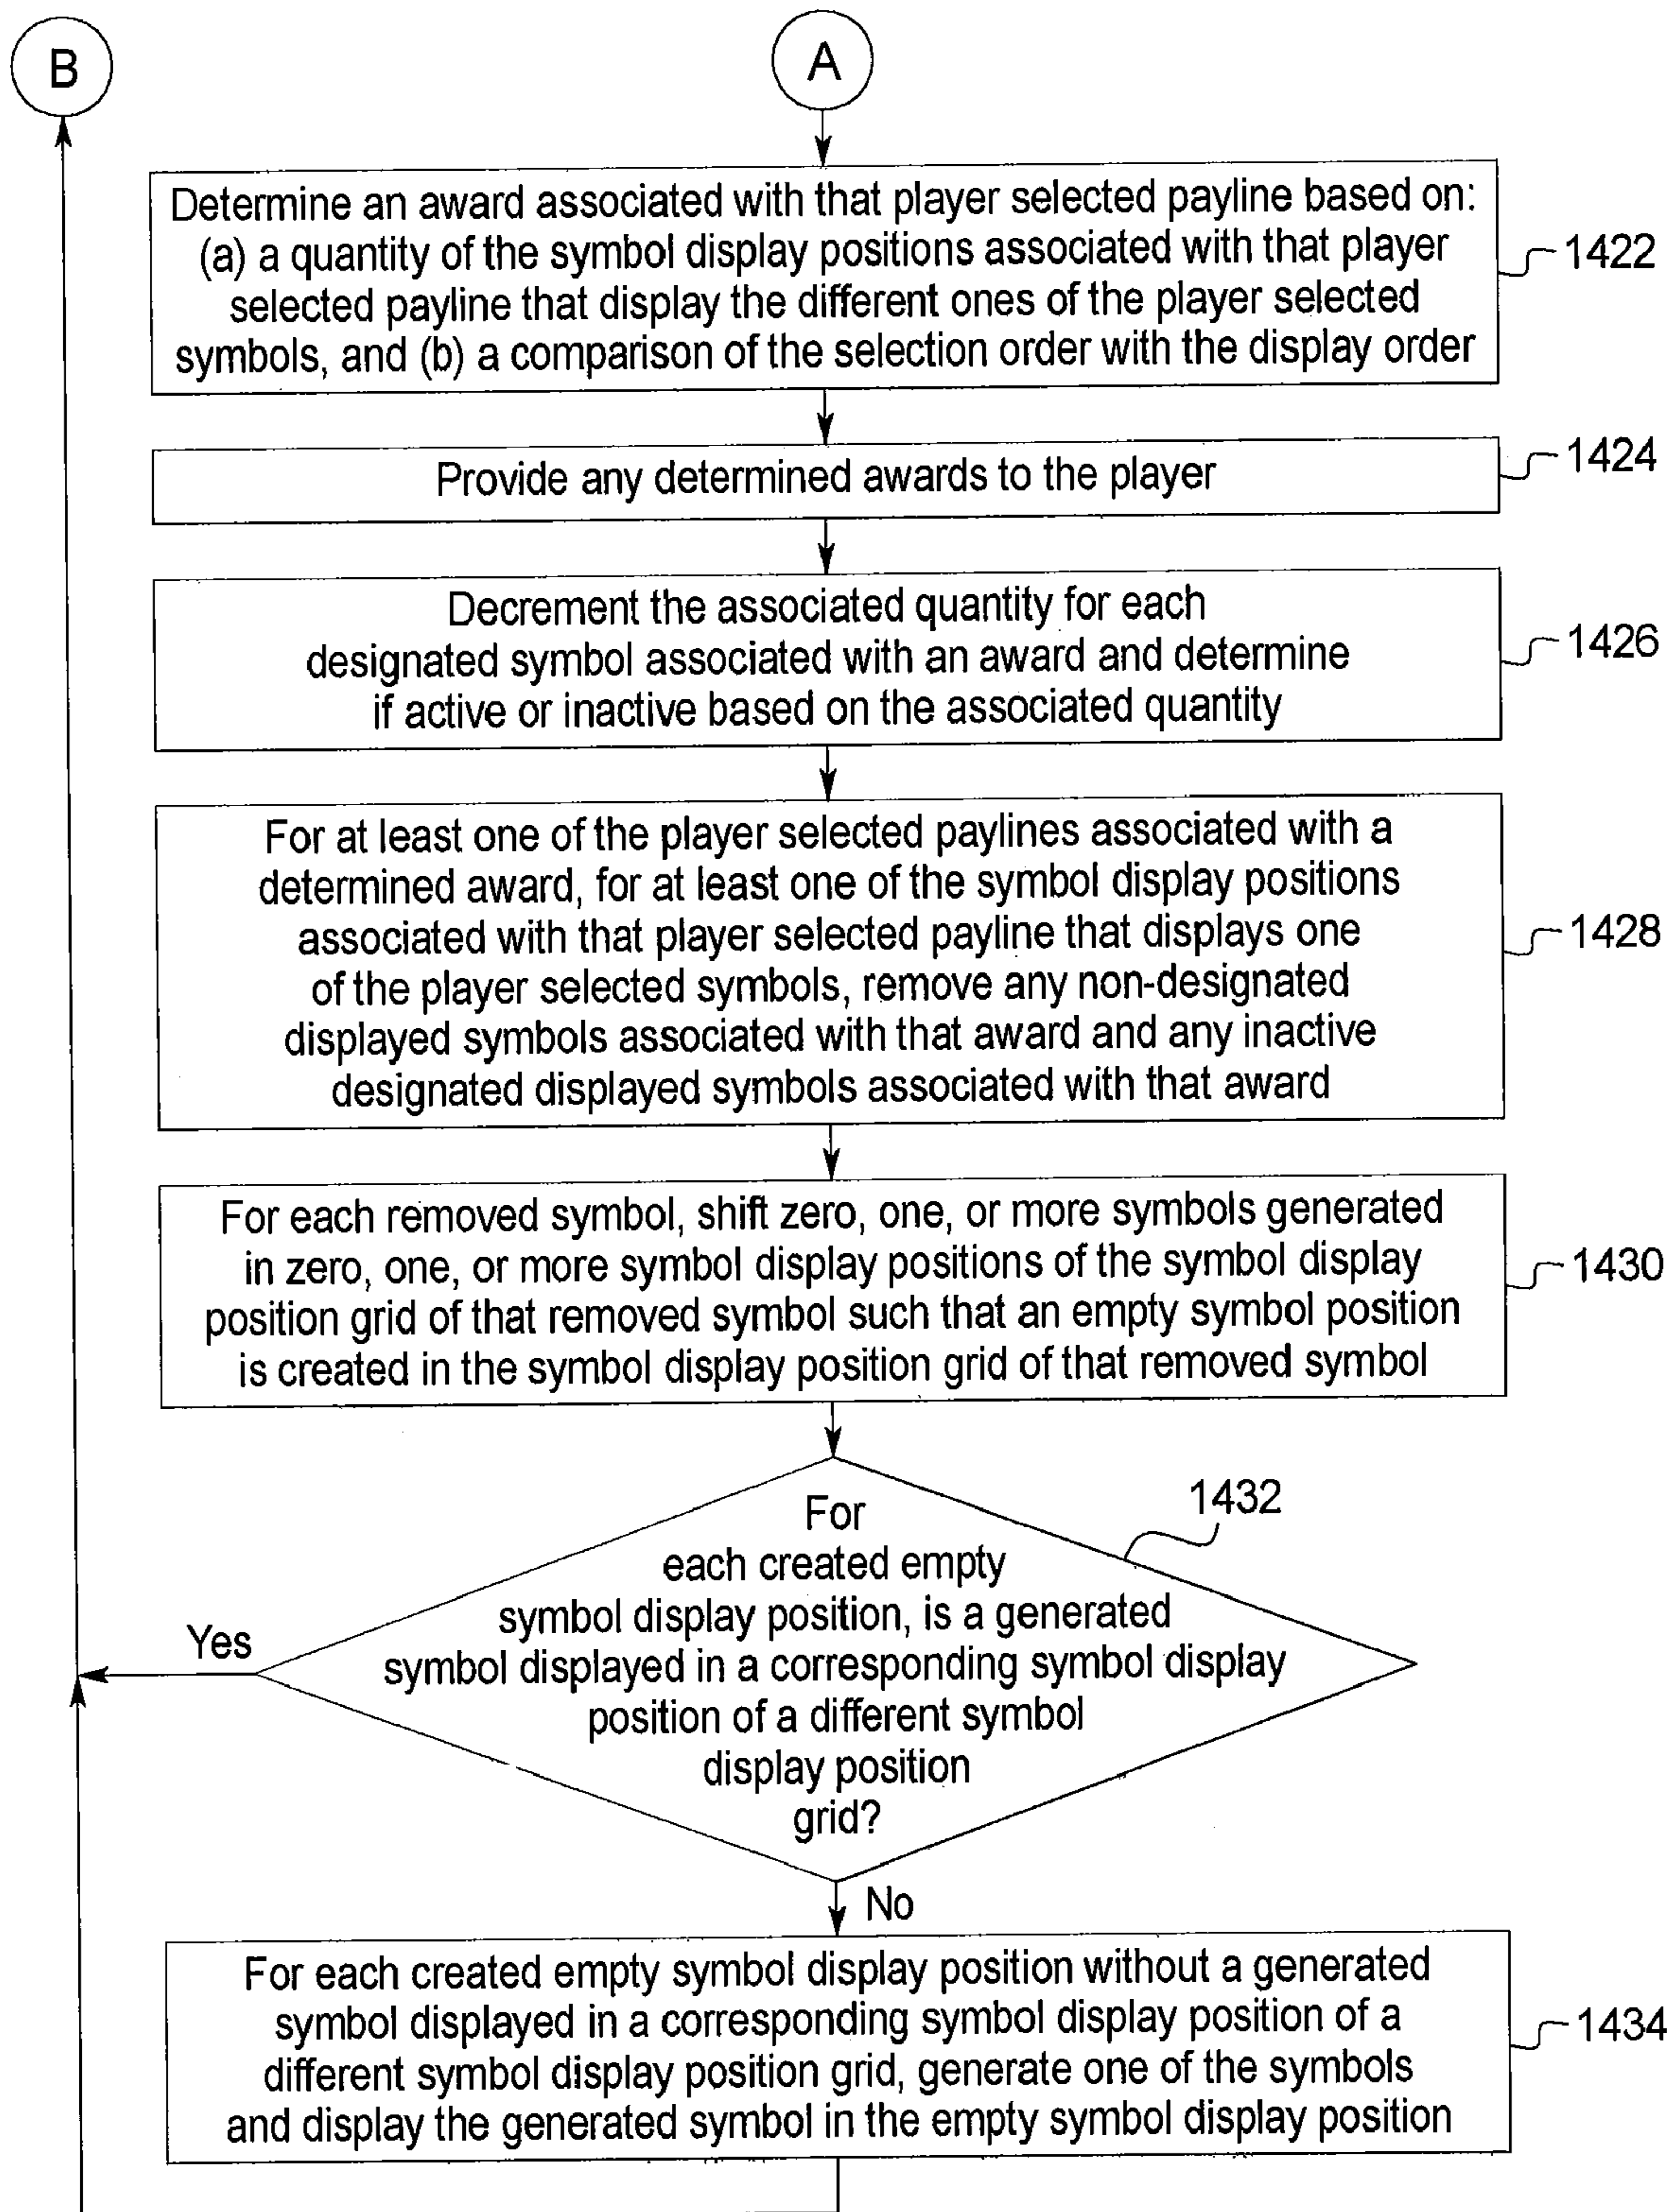 B
A
Determine an award associated with that player selected payline based on:
(a) a quantity of the symbol display positions associated with that player
selected payline that display the different ones of the player selected
symbols, and (b) a comparison of the selection order with the display order
1422
Provide any determined awards to the player
1424
Decrement the associated quantity for each
designated symbol associated with an award and determine
if active or inactive based on the associated quantity
1426
For at least one of the player selected paylines associated with a
determined award, for at least one of the symbol display positions
associated with that player selected payline that displays one
of the player selected symbols, remove any non-designated
displayed symbols associated with that award and any inactive
designated displayed symbols associated with that award
1428
For each removed symbol, shift zero, one, or more symbols generated
in zero, one, or more symbol display positions of the symbol display
position grid of that removed symbol such that an empty symbol position
is created in the symbol display position grid of that removed symbol
1430
1432
For
each created empty
symbol display position, is a generated
symbol displayed in a corresponding symbol display
position of a different symbol
display position
grid?
Yes
No
For each created empty symbol display position without a generated
symbol displayed in a corresponding symbol display position of a
different symbol display position grid, generate one of the symbols
and display the generated symbol in the empty symbol display position
1434